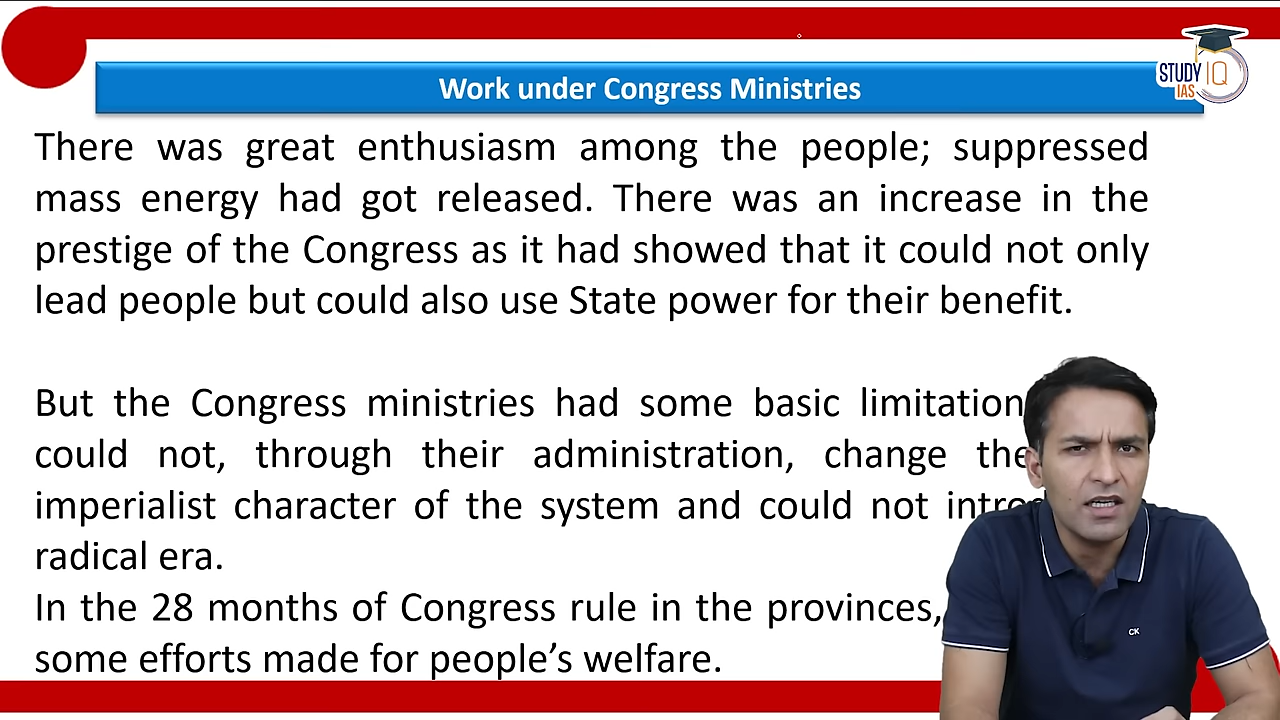 STUDY IQ
IAS
Work under Congress Ministries
There was great enthusiasm among the people; suppressed
mass energy had got released. There was an increase in the
prestige of the Congress as it had showed that it could not only
lead people but could also use State power for their benefit.
But the Congress ministries had some basic limitation
could not, through their administration, change the
imperialist character of the system and could not
radical era.
In the 28 months of Congress rule in the provinces,
some efforts made for people's welfare.
CK